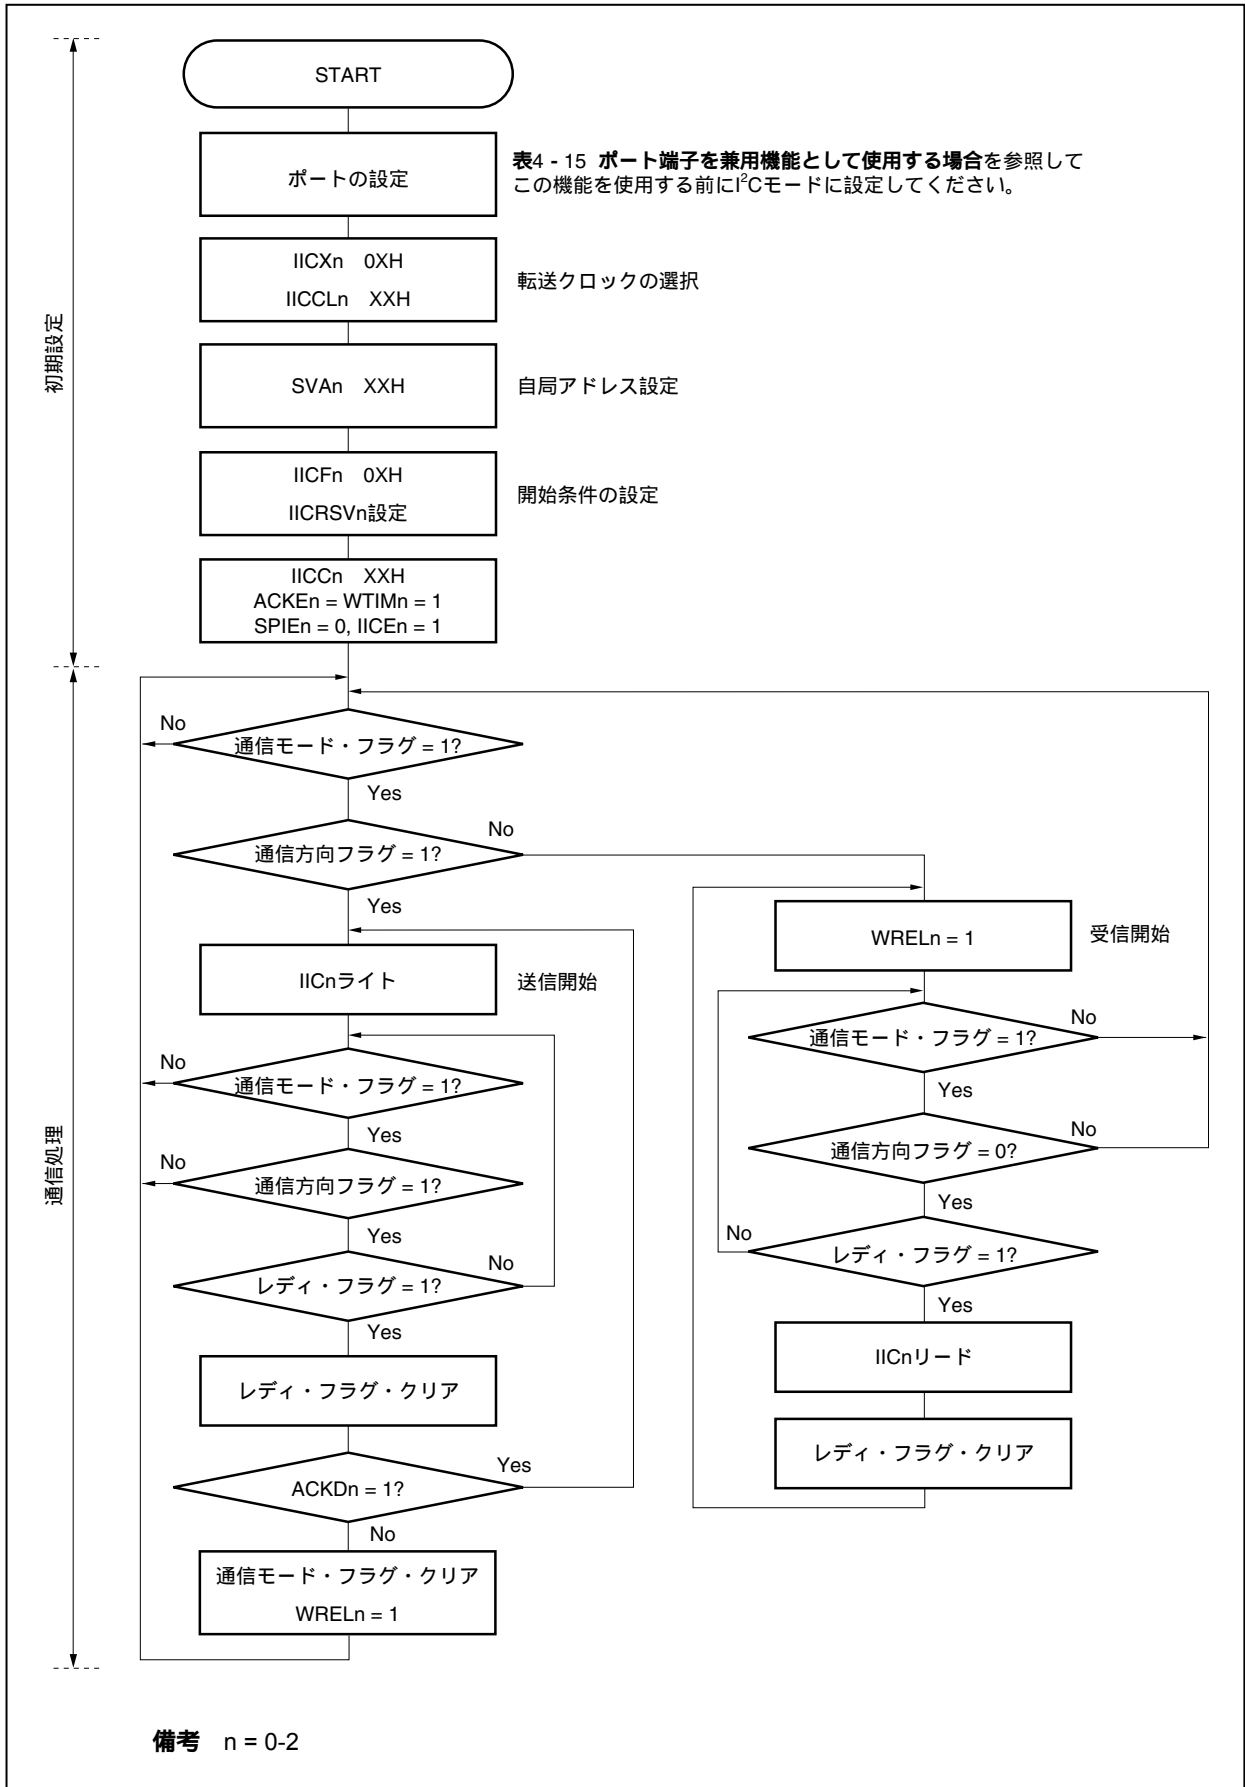 START
ポートの設定
表4 - 15 ポート端子を兼用機能として使用する場合を参照して
この機能を使用する前にI²Cモードに設定してください。
IICXn 0XH
IICCLn XXH
転送クロックの選択
初期設定
SVAn XXH
自局アドレス設定
IICFn 0XH
IICRSVn設定
開始条件の設定
IICCn XXH
ACKEn = WTIMn = 1
SPIEn = 0, IICEn = 1
No
通信モード・フラグ = 1?
Yes
No
通信方向フラグ = 1?
Yes
IICnライト
送信開始
No
通信モード・フラグ = 1?
Yes
No
通信方向フラグ = 1?
Yes
No
レディ・フラグ = 1?
Yes
レディ・フラグ・クリア
Yes
ACKDn = 1?
No
通信モード・フラグ・クリア
WRELn = 1
通信処理
WRELn = 1
受信開始
No
通信モード・フラグ = 1?
Yes
No
通信方向フラグ = 0?
Yes
No
レディ・フラグ = 1?
Yes
IICnリード
レディ・フラグ・クリア
備考 n = 0-2